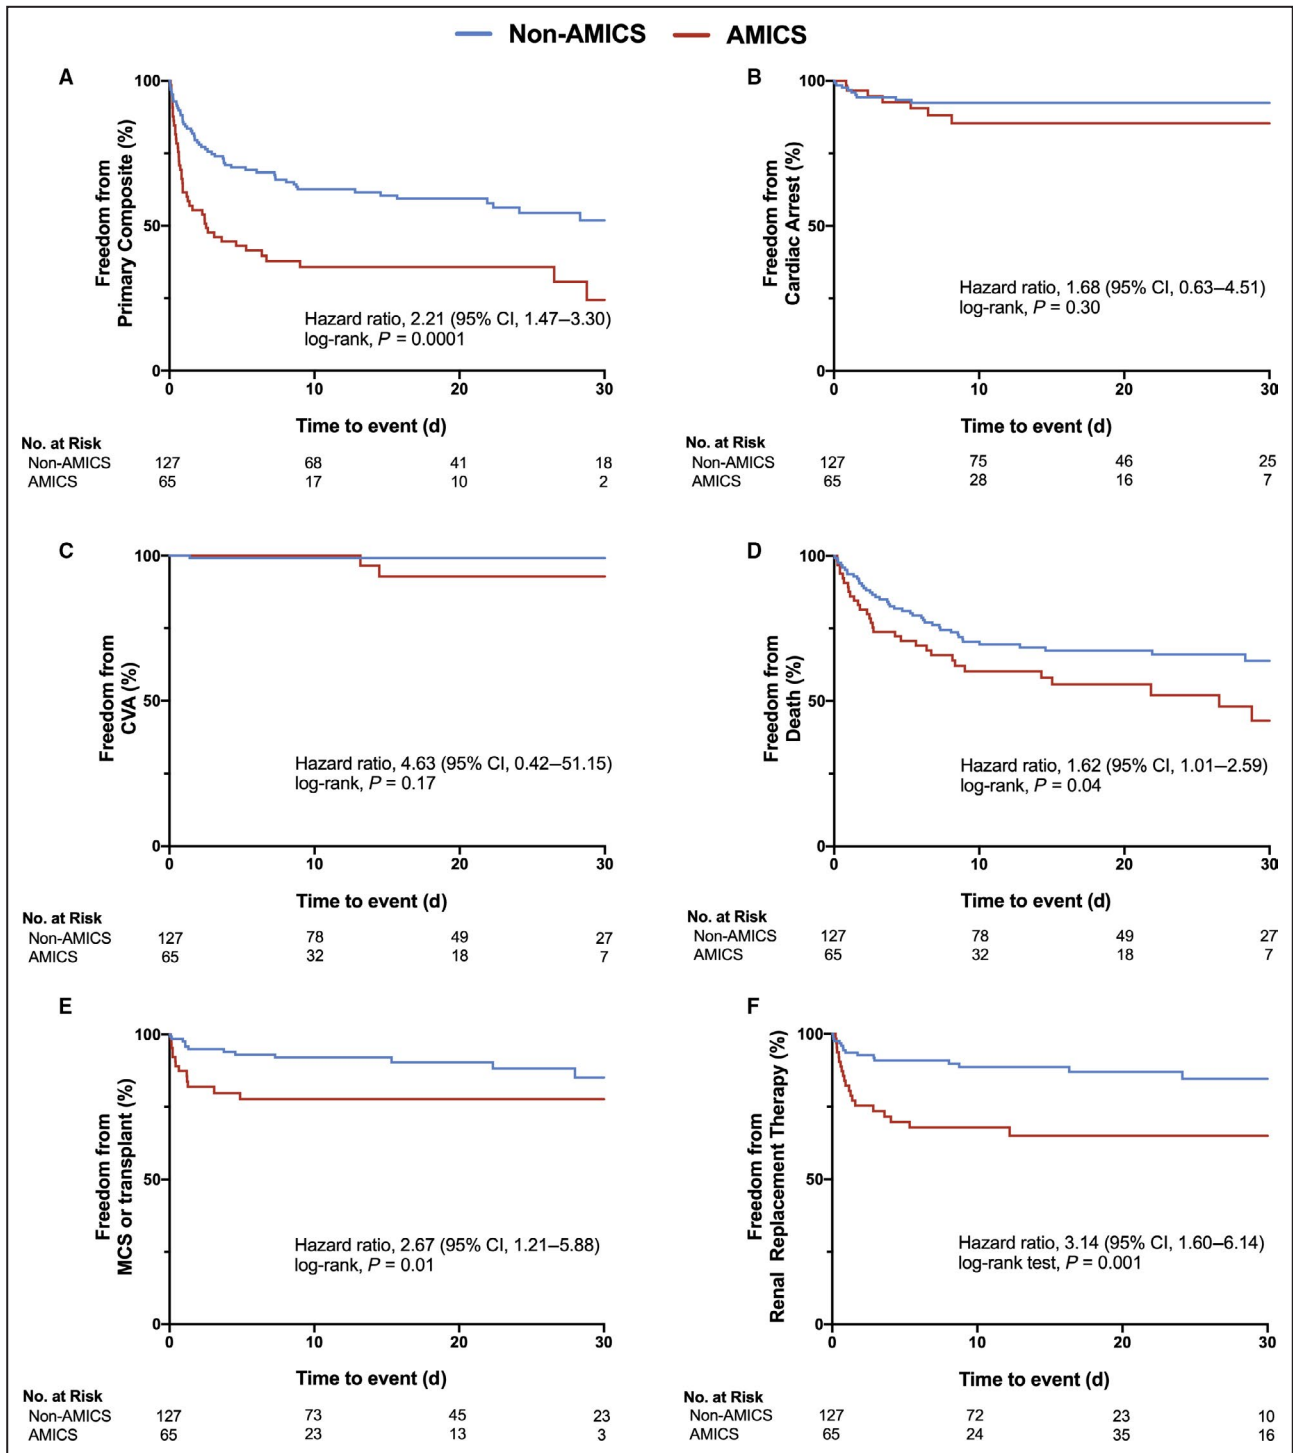 Non-AMICS AMICS
A
100
50
0
Freedom from
Primary Composite (%)
Hazard ratio, 2.21 (95% CI, 1.47–3.30)
log-rank, P = 0.0001
0 10 20 30
Time to event (d)
No. at Risk
Non-AMICS 127 68 41 18
AMICS 65 17 10 2
B
100
50
0
Freedom from
Cardiac Arrest (%)
Hazard ratio, 1.68 (95% CI, 0.63–4.51)
log-rank, P = 0.30
0 10 20 30
Time to event (d)
No. at Risk
Non-AMICS 127 75 46 25
AMICS 65 28 16 7
C
100
50
0
Freedom from
CVA (%)
Hazard ratio, 4.63 (95% CI, 0.42–51.15)
log-rank, P = 0.17
0 10 20 30
Time to event (d)
No. at Risk
Non-AMICS 127 78 49 27
AMICS 65 32 18 7
D
100
50
0
Freedom from
Death (%)
Hazard ratio, 1.62 (95% CI, 1.01–2.59)
log-rank, P = 0.04
0 10 20 30
Time to event (d)
No. at Risk
Non-AMICS 127 78 49 27
AMICS 65 32 18 7
E
100
50
0
Freedom from
MCS or transplant (%)
Hazard ratio, 2.67 (95% CI, 1.21–5.88)
log-rank, P = 0.01
0 10 20 30
Time to event (d)
No. at Risk
Non-AMICS 127 73 45 23
AMICS 65 23 13 3
F
100
50
0
Freedom from
Renal Replacement Therapy (%)
Hazard ratio, 3.14 (95% CI, 1.60–6.14)
log-rank test, P = 0.001
0 10 20 30
Time to event (d)
No. at Risk
Non-AMICS 127 72 23 10
AMICS 65 24 35 16